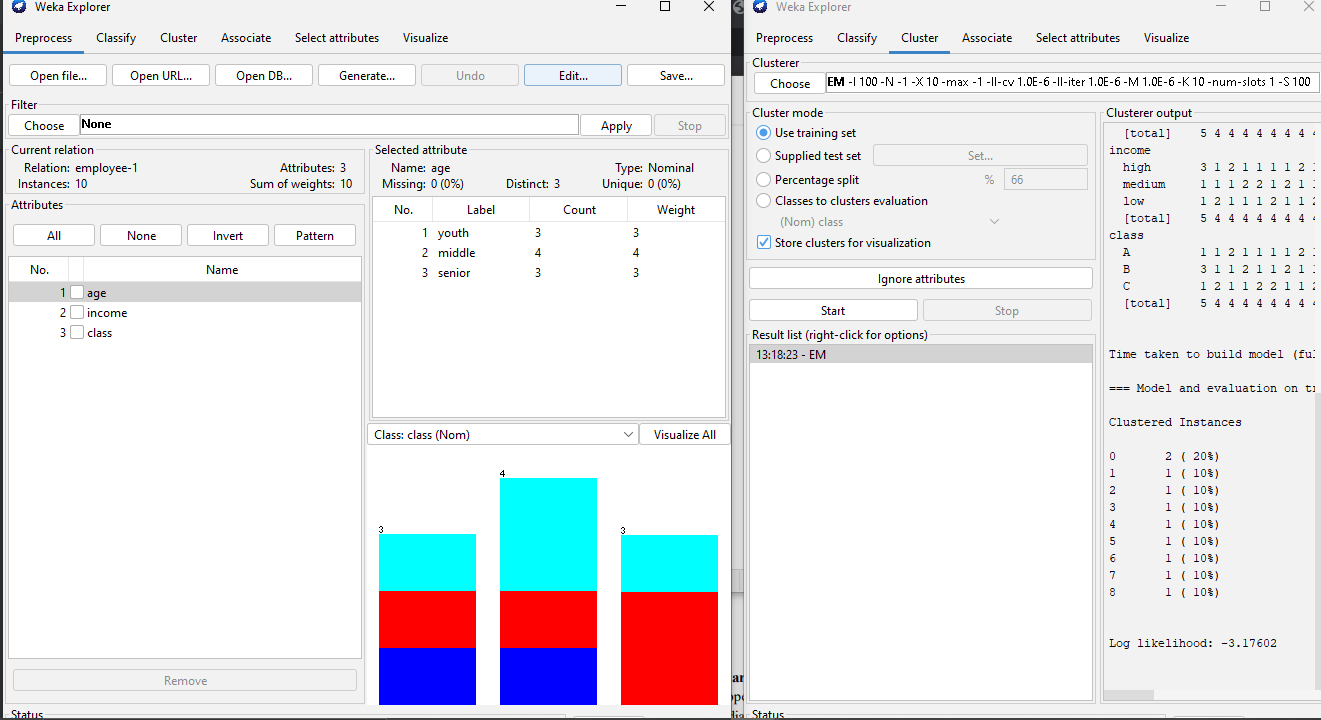 Weka Explorer
Preprocess Classify Cluster Associate Select attributes Visualize
Open file... Open URL... Open DB... Generate... Undo Edit... Save...
Filter
Choose None Apply Stop
Current relation
Relation: employee-1 Attributes: 3
Instances: 10 Sum of weights: 10
Attributes
All None Invert Pattern
No. Name
1 age
2 income
3 class
Remove
Status
Selected attribute
Name: age Type: Nominal
Missing: 0 (0%) Distinct: 3 Unique: 0 (0%)
No. Label Count Weight
1 youth 3 3
2 middle 4 4
3 senior 3 3
Class: class (Nom) Visualize All
3
4
3
Weka Explorer
Preprocess Classify Cluster Associate Select attributes Visualize
Clusterer
Choose EM -I 100 -N -1 -X 10 -max -1 -ll-cv 1.0E-6 -ll-iter 1.0E-6 -M 1.0E-6 -K 10 -num-slots 1 -S 100
Cluster mode
Use training set
Supplied test set Set...
Percentage split % 66
Classes to clusters evaluation
(Nom) class
Store clusters for visualization
Ignore attributes
Start Stop
Result list (right-click for options)
13:18:23 - EM
Status
Clusterer output
[total] 5 4 4 4 4 4 4 4 4
income
high 3 1 2 1 1 1 1 2 1
medium 1 1 1 2 2 1 2 1 1
low 1 2 1 1 1 2 1 1 2
[total] 5 4 4 4 4 4 4 4 4
class
A 1 1 2 1 1 1 1 2 1
B 3 1 1 2 1 1 2 1 1
C 1 2 1 1 2 2 1 1 2
[total] 5 4 4 4 4 4 4 4 4
Time taken to build model (ful
=== Model and evaluation on tr
Clustered Instances
0 2 ( 20%)
1 1 ( 10%)
2 1 ( 10%)
3 1 ( 10%)
4 1 ( 10%)
5 1 ( 10%)
6 1 ( 10%)
7 1 ( 10%)
8 1 ( 10%)
Log likelihood: -3.17602